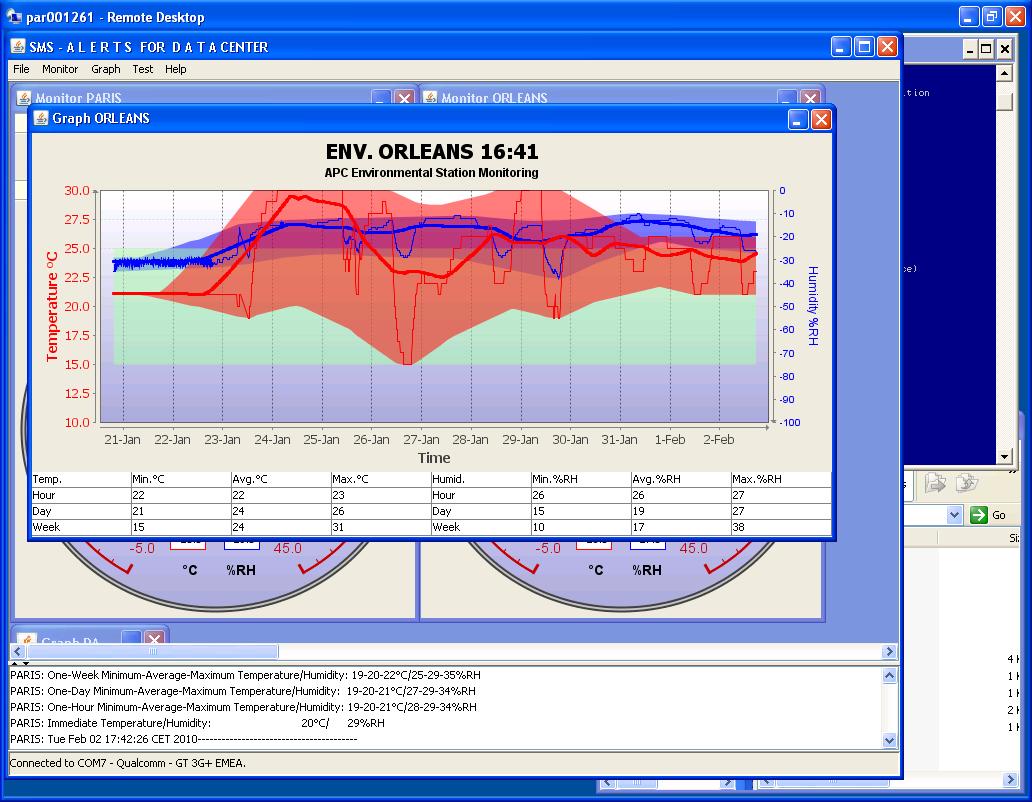 par001261 - Remote Desktop
SMS - A L E R T S FOR D A T A CENTER
File Monitor Graph Test Help
Monitor PARIS
Monitor ORLEANS
Graph ORLEANS
ENV. ORLEANS 16:41
APC Environmental Station Monitoring
Temperature °C
30.0
27.5
25.0
22.5
20.0
17.5
15.0
12.5
10.0
0
-10
-20
-30
-40
-50
-60
-70
-80
-90
-100
Humidity %RH
21-Jan 22-Jan 23-Jan 24-Jan 25-Jan 26-Jan 27-Jan 28-Jan 29-Jan 30-Jan 31-Jan 1-Feb 2-Feb
Time
Temp. Min.°C Avg.°C Max.°C Humid. Min.%RH Avg.%RH Max.%RH
Hour 22 22 23 Hour 26 26 27
Day 21 24 26 Day 15 19 27
Week 15 24 31 Week 10 17 38
-5.0 45.0 -5.0 45.0
°C %RH °C %RH
Go
4 K
1 K
2 K
1 K
PARIS: One-Week Minimum-Average-Maximum Temperature/Humidity: 19-20-22°C/25-29-35%RH
PARIS: One-Day Minimum-Average-Maximum Temperature/Humidity: 19-20-21°C/27-29-34%RH
PARIS: One-Hour Minimum-Average-Maximum Temperature/Humidity: 19-20-21°C/28-29-34%RH
PARIS: Immediate Temperature/Humidity: 20°C/ 29%RH
PARIS: Tue Feb 02 17:42:26 CET 2010----------------------------------------
Connected to COM7 - Qualcomm - GT 3G+ EMEA.